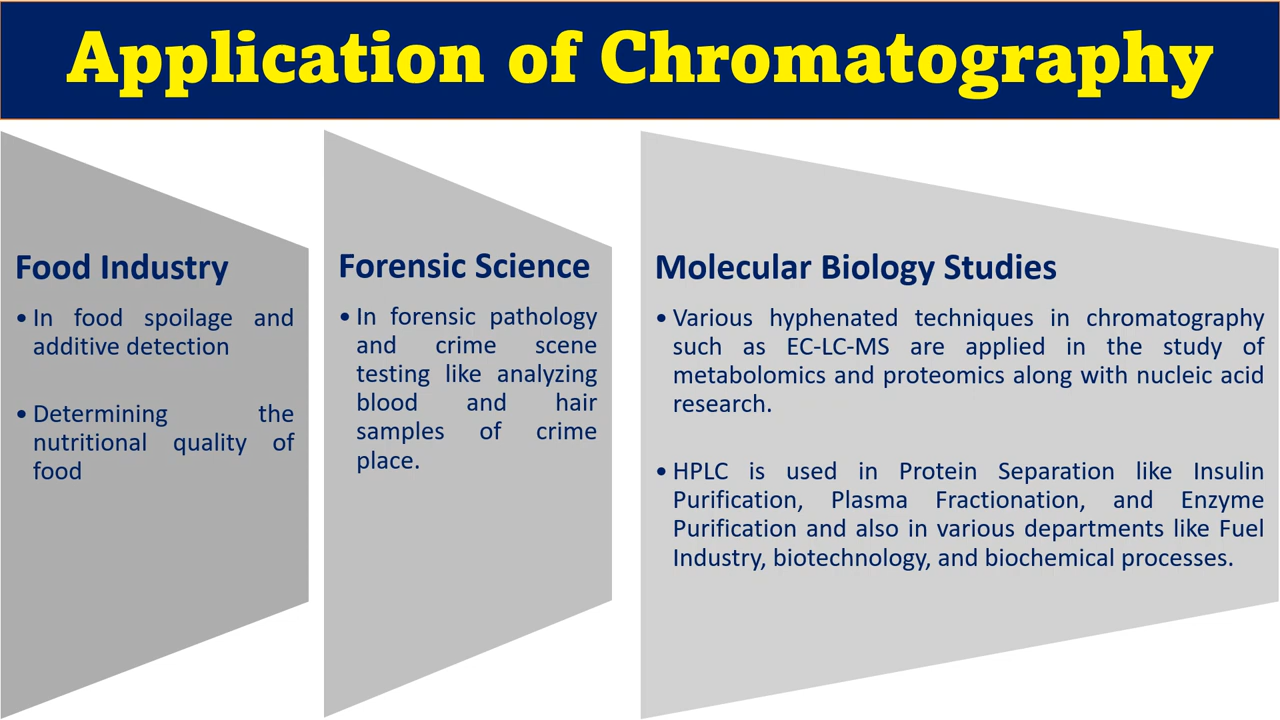 Application of Chromatography
Food Industry
• In food spoilage and
additive detection
• Determining the
nutritional quality of
food
Forensic Science
• In forensic pathology
and crime scene
testing like analyzing
blood and hair
samples of crime
place.
Molecular Biology Studies
• Various hyphenated techniques in chromatography
such as EC-LC-MS are applied in the study of
metabolomics and proteomics along with nucleic acid
research.
• HPLC is used in Protein Separation like Insulin
Purification, Plasma Fractionation, and Enzyme
Purification and also in various departments like Fuel
Industry, biotechnology, and biochemical processes.